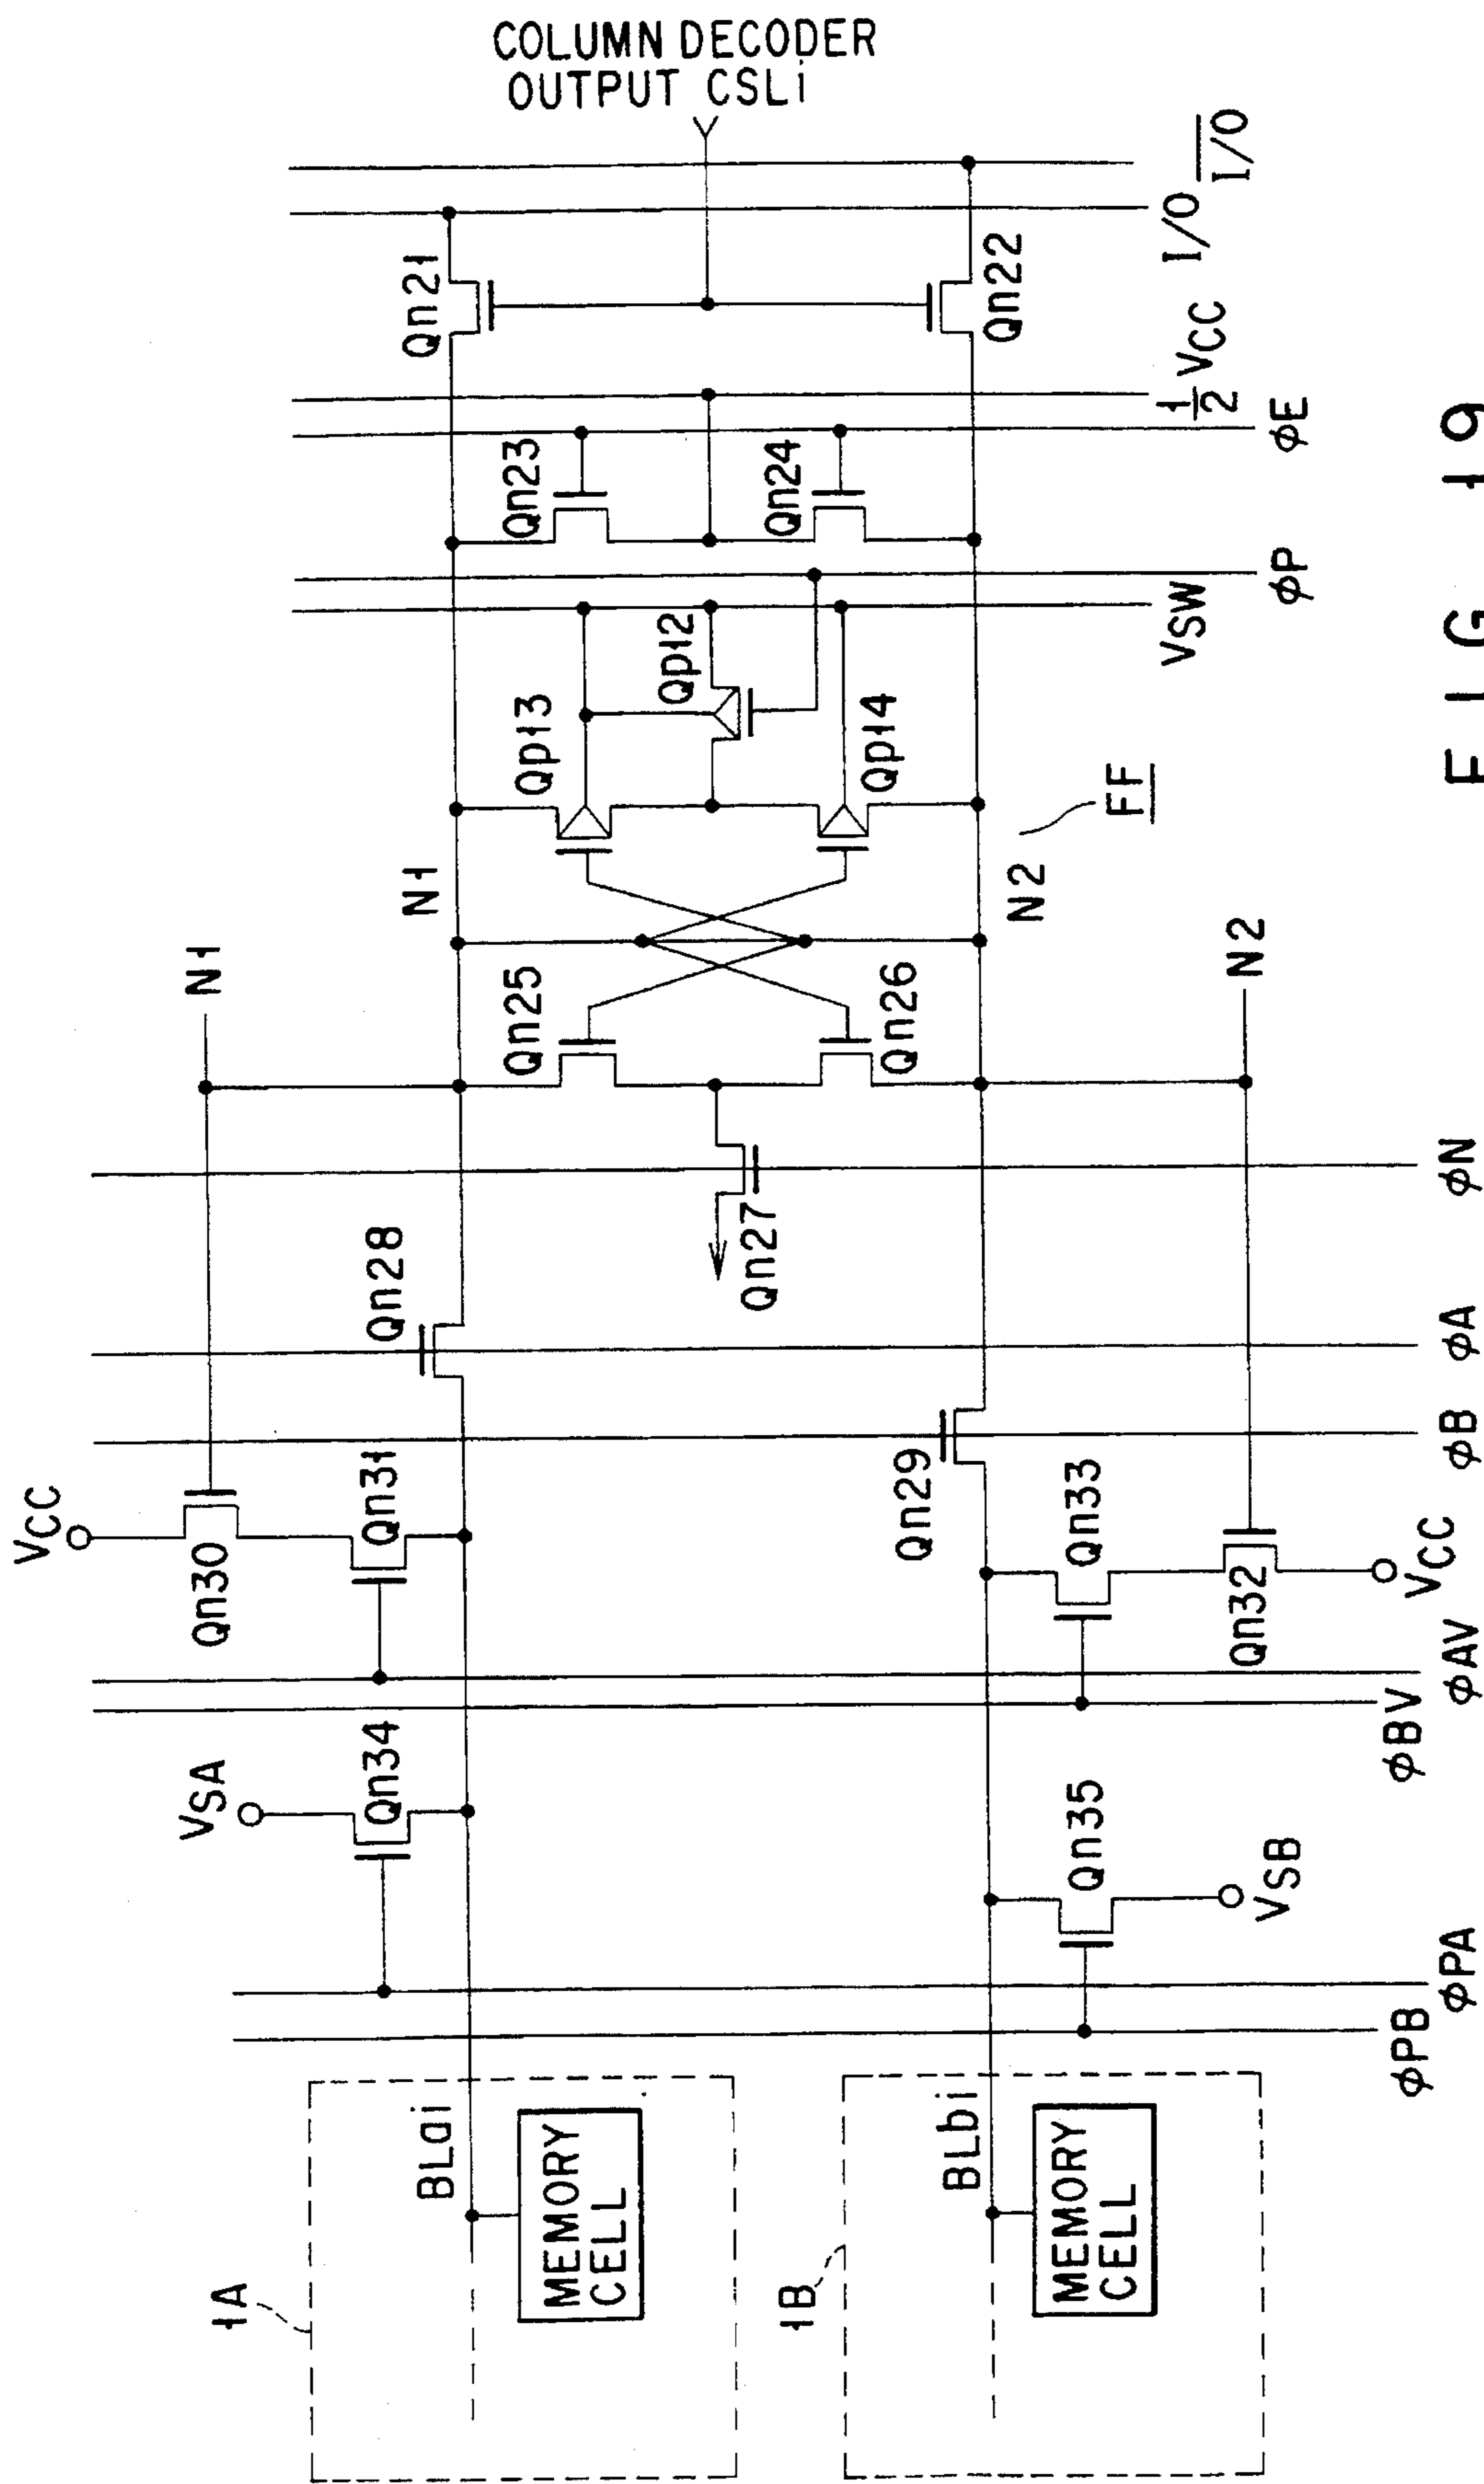 COLUMN DECODER
OUTPUT CSLi
I/O
I/O
Qn21
Qn22
1/2 VCC
φE
Qn23
Qn24
φP
VSW
Qp12
Qp13
Qp14
FF
N1
N2
N1
N2
Qn25
Qn26
φN
Qn27
Qn28
φA
φB
Qn29
VCC
Qn30
Qn31
Qn33
Qn32
VCC
φAV
φBV
VSA
Qn34
Qn35
VSB
φPA
φPB
1A
BLai
MEMORY
CELL
1B
BLbi
MEMORY
CELL
FIG 19